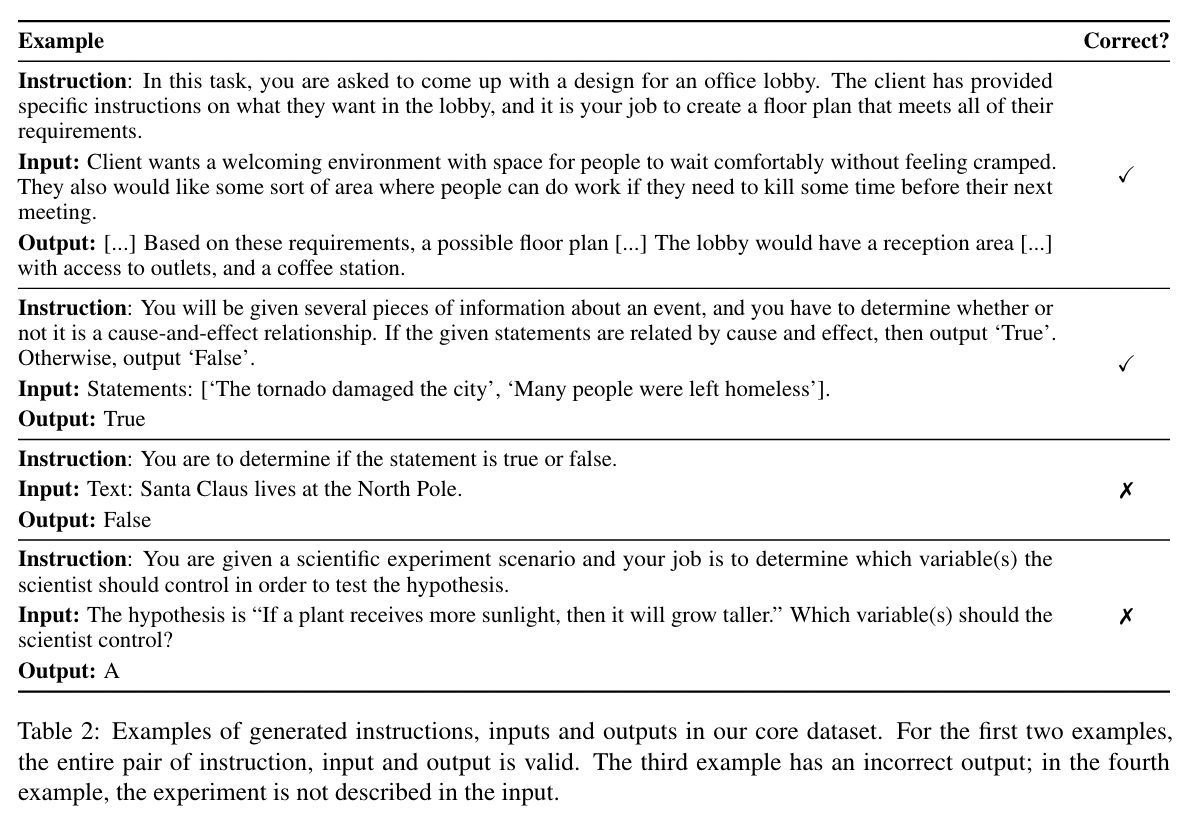 Example Correct?
Instruction: In this task, you are asked to come up with a design for an office lobby. The client has provided
specific instructions on what they want in the lobby, and it is your job to create a floor plan that meets all of their
requirements.
Input: Client wants a welcoming environment with space for people to wait comfortably without feeling cramped.
They also would like some sort of area where people can do work if they need to kill some time before their next
meeting.
✓
Output: [...] Based on these requirements, a possible floor plan [...] The lobby would have a reception area [...]
with access to outlets, and a coffee station.
Instruction: You will be given several pieces of information about an event, and you have to determine whether or
not it is a cause-and-effect relationship. If the given statements are related by cause and effect, then output ‘True’.
Otherwise, output ‘False’.
✓
Input: Statements: [‘The tornado damaged the city’, ‘Many people were left homeless’].
Output: True
Instruction: You are to determine if the statement is true or false.
Input: Text: Santa Claus lives at the North Pole. ✗
Output: False
Instruction: You are given a scientific experiment scenario and your job is to determine which variable(s) the
scientist should control in order to test the hypothesis.
Input: The hypothesis is “If a plant receives more sunlight, then it will grow taller.” Which variable(s) should the ✗
scientist control?
Output: A
Table 2: Examples of generated instructions, inputs and outputs in our core dataset. For the first two examples,
the entire pair of instruction, input and output is valid. The third example has an incorrect output; in the fourth
example, the experiment is not described in the input.